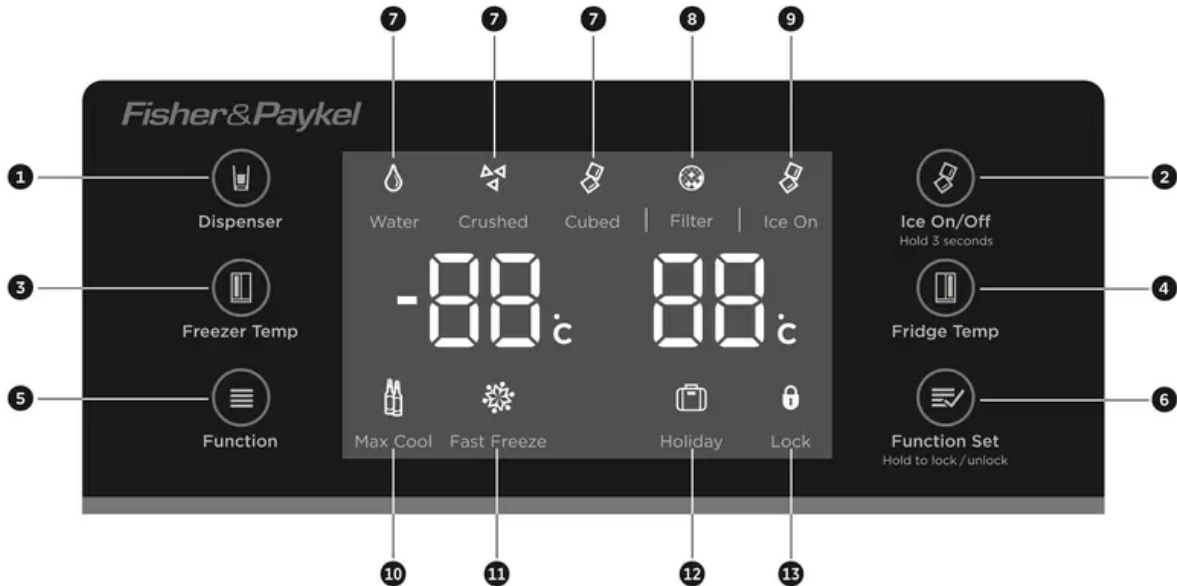 7 7 7 8 9
Fisher&Paykel
1 Dispenser
Water Crushed Cubed Filter Ice On
2 Ice On/Off
Hold 3 seconds
-88°C 88°C
3 Freezer Temp
4 Fridge Temp
5 Function
Max Cool Fast Freeze Holiday Lock
6 Function Set
Hold to lock / unlock
10 11 12 13